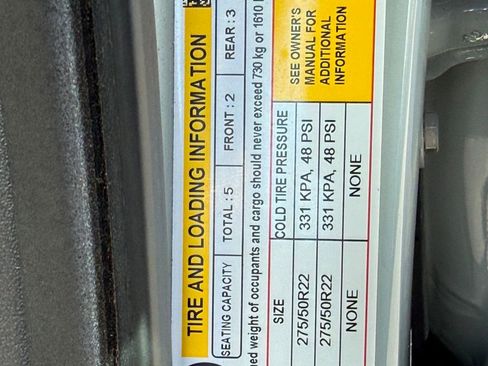 TIRE AND LOADING INFORMATION
SEATING CAPACITY TOTAL : 5 FRONT : 2 REAR : 3
weight of occupants and cargo should never exceed 730 kg or 1610
SIZE COLD TIRE PRESSURE
275/50R22 331 KPA, 48 PSI
275/50R22 331 KPA, 48 PSI
NONE NONE
SEE OWNER'S
MANUAL FOR
ADDITIONAL
INFORMATION